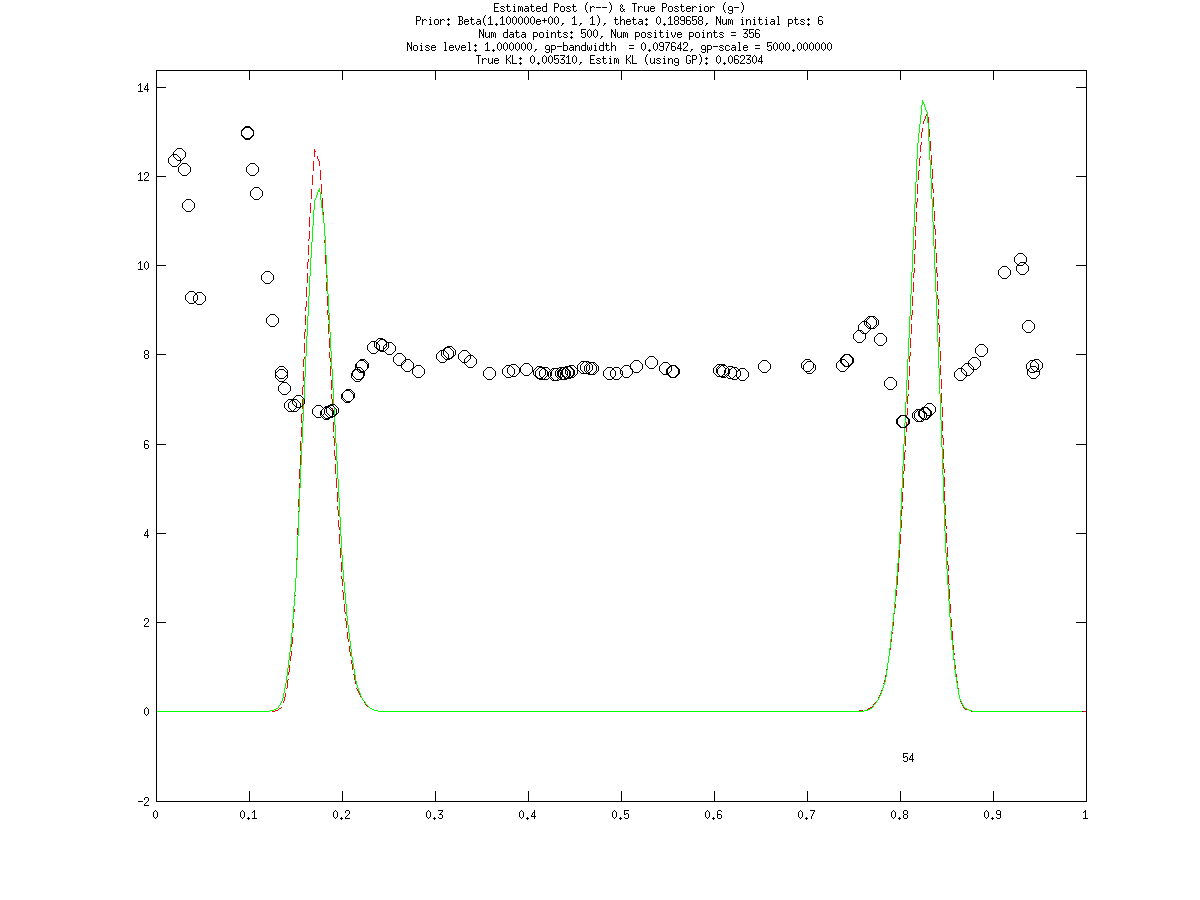 Estimated Post (r--) & True Posterior (g-)
Prior: Beta(1.100000e+00, 1, 1), theta: 0.189658, Num initial pts: 6
Num data points: 500, Num positive points = 356
Noise level: 1.000000, gp-bandwidth  = 0.097642, gp-scale = 5000.000000
True KL: 0.005310, Estim KL (using GP): 0.062304
14
12
10
8
6
4
2
0
54
-2
0 0.1 0.2 0.3 0.4 0.5 0.6 0.7 0.8 0.9 1